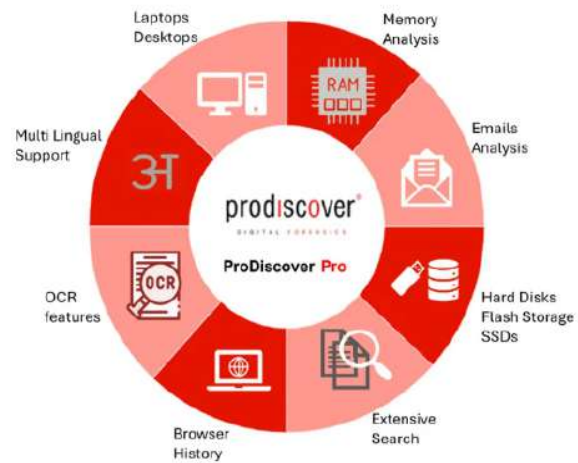 Laptops
Desktops
Memory
Analysis
RAM
Emails
Analysis
Multi Lingual
Support
अ
prodiscover®
DIGITAL FORENSICS
ProDiscover Pro
OCR
OCR
features
Hard Disks
Flash Storage
SSDs
Browser
History
Extensive
Search